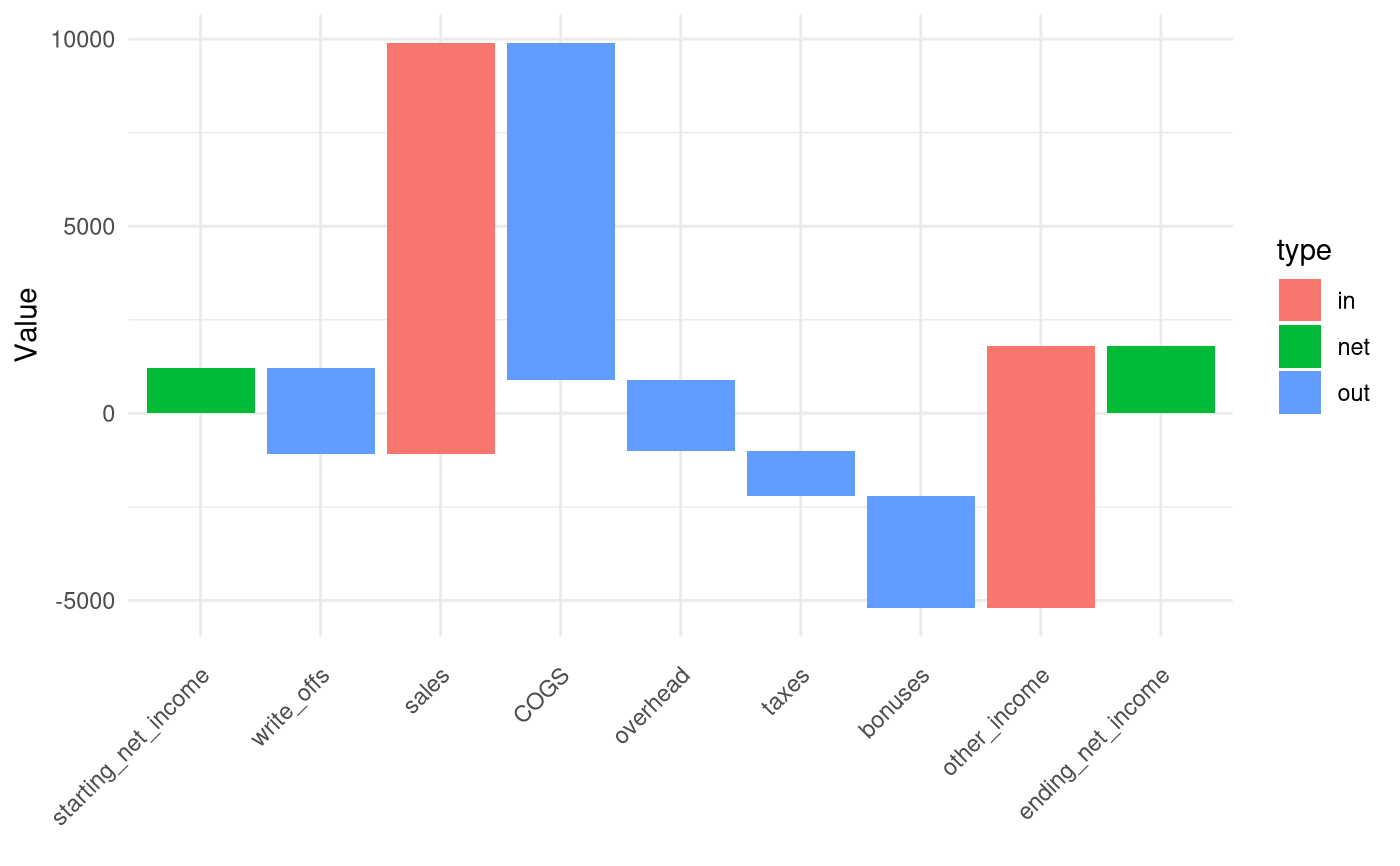 10000
5000
0
-5000
Value
starting_net_income
write_offs
sales
COGS
overhead
taxes
bonuses
other_income
ending_net_income
type
in
net
out